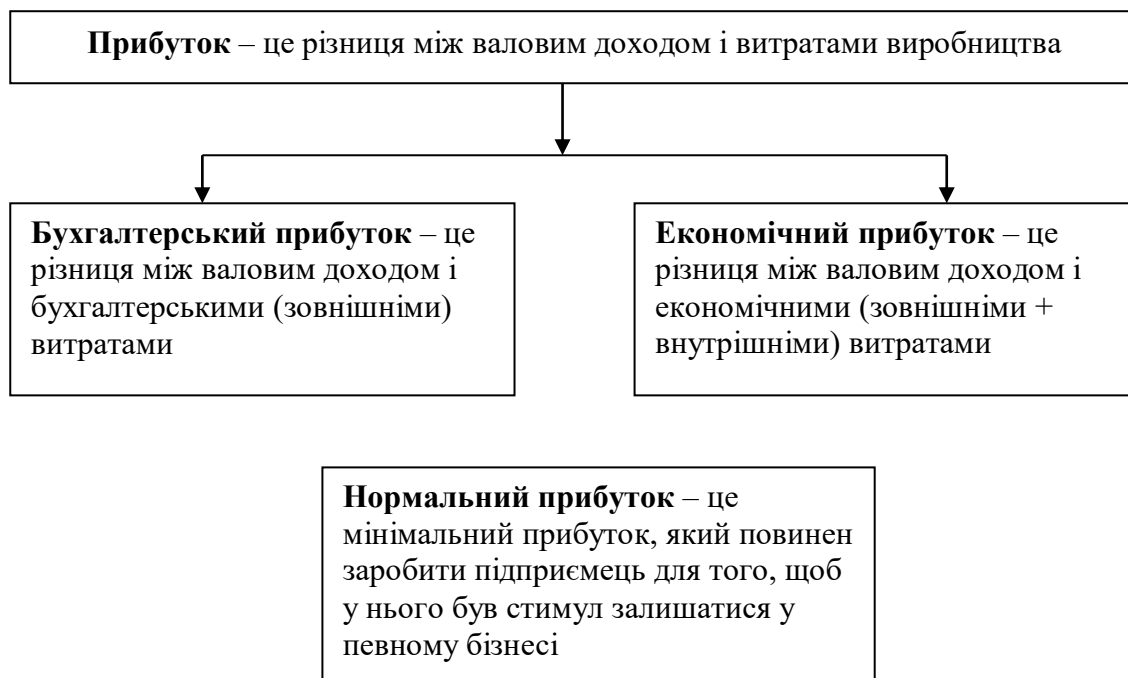 Прибуток – це різниця між валовим доходом і витратами виробництва
Бухгалтерський прибуток – це
різниця між валовим доходом і
бухгалтерськими (зовнішніми)
витратами
Економічний прибуток – це
різниця між валовим доходом і
економічними (зовнішніми +
внутрішніми) витратами
Нормальний прибуток – це
мінімальний прибуток, який повинен
заробити підприємець для того, щоб
у нього був стимул залишатися у
певному бізнесі